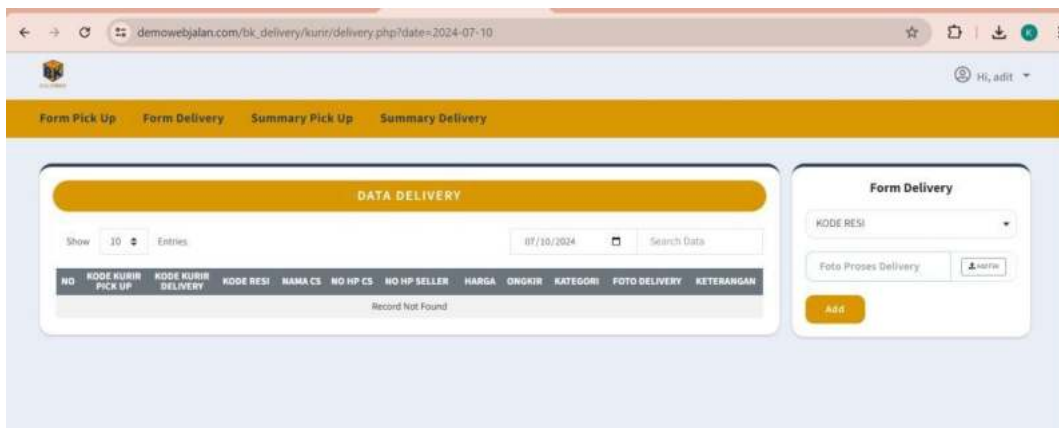 demowebjalan.com/bk_delivery/kurir/delivery.php?date=2024-07-10
K
BK
Hi, adit
Form Pick Up Form Delivery Summary Pick Up Summary Delivery
DATA DELIVERY
Show 10 Entries 07/10/2024 Search Data
NO KODE KURIR PICK UP KODE KURIR DELIVERY KODE RESI NAMA CS NO HP CS NO HP SELLER HARGA ONGKIR KATEGORI FOTO DELIVERY KETERANGAN
Record Not Found
Form Delivery
KODE RESI
Foto Proses Delivery
Add